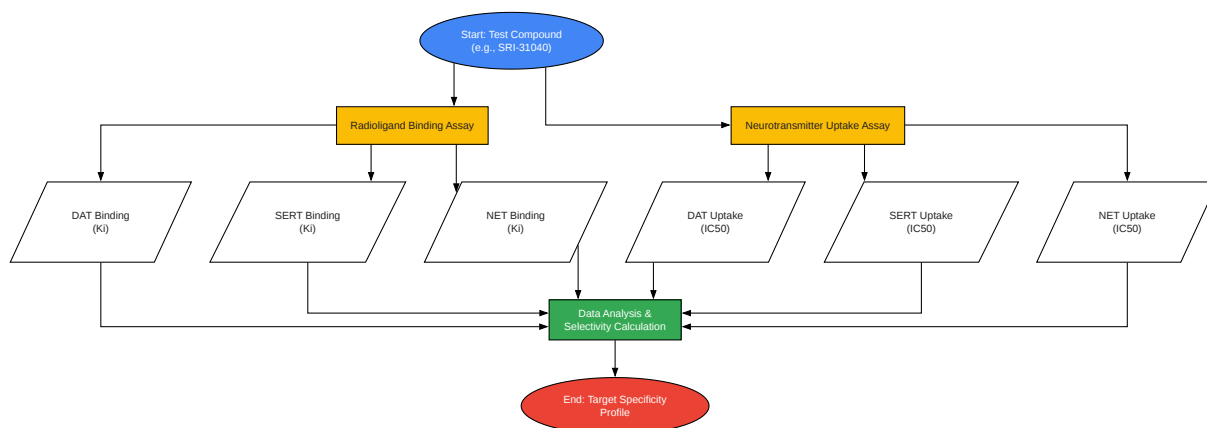 Start: Test Compound
(e.g., SRI-31040)
Radioligand Binding Assay
Neurotransmitter Uptake Assay
DAT Binding
(Ki)
SERT Binding
(Ki)
NET Binding
(Ki)
DAT Uptake
(IC50)
SERT Uptake
(IC50)
NET Uptake
(IC50)
Data Analysis &
Selectivity Calculation
End: Target Specificity
Profile